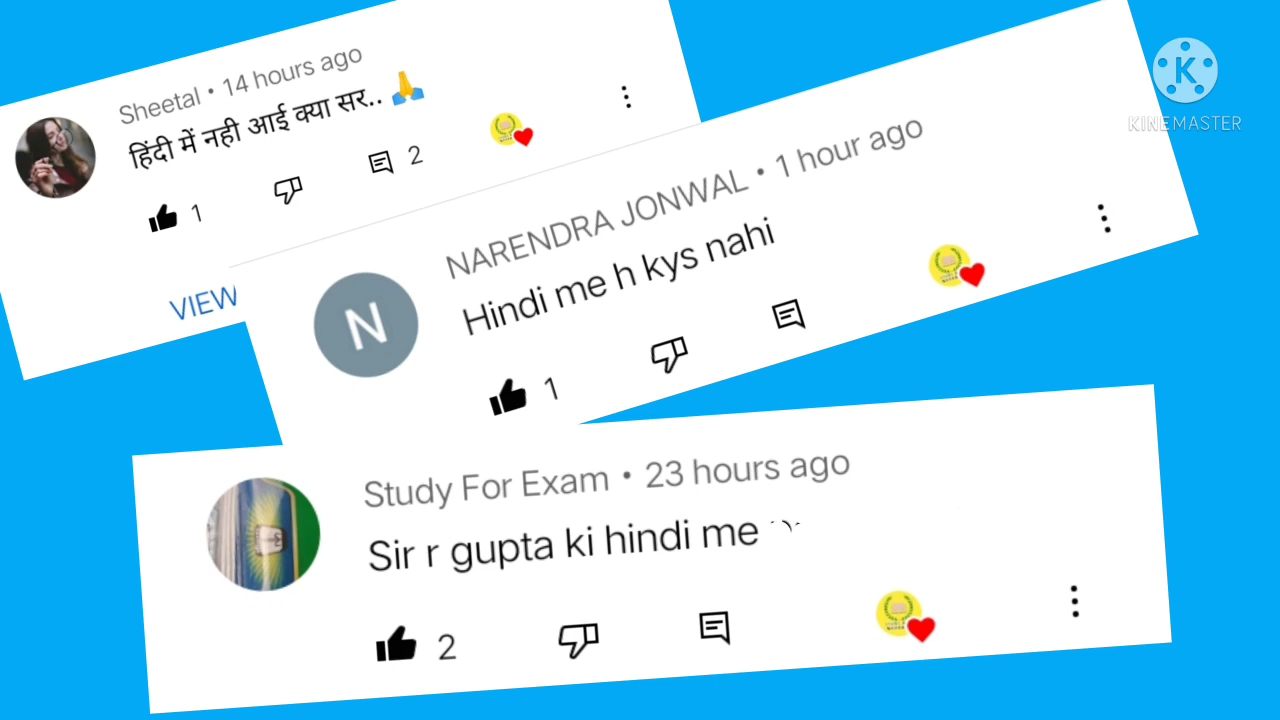 Sheetal • 14 hours ago
हिंदी में नही आई क्या सर.. 🙏
1
2
VIEW
NARENDRA JONWAL • 1 hour ago
Hindi me h kys nahi
N
1
Study For Exam • 23 hours ago
Sir r gupta ki hindi me
2
K
KINEMASTER